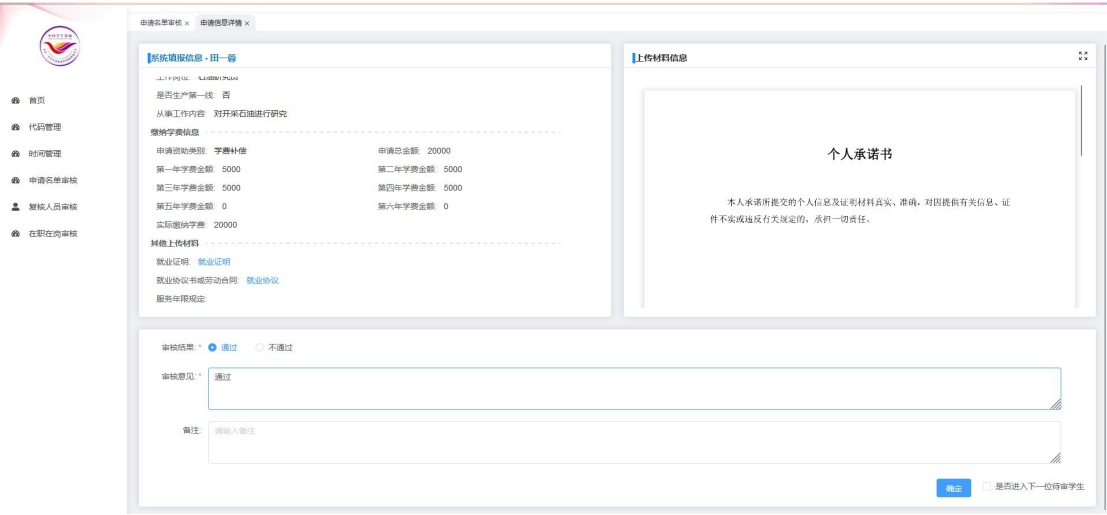 申请名单审核 ×
申请信息详情 ×
首页
代码管理
时间管理
申请名单审核
复核人员审核
在职在岗审核
系统填报信息 - 田一蓉
工作岗位: 石油研究员
是否生产第一线: 否
从事工作内容: 对开采石油进行研究
缴纳学费信息
申请资助类别: 学费补偿 申请总金额: 20000
第一年学费金额: 5000 第二年学费金额: 5000
第三年学费金额: 5000 第四年学费金额: 5000
第五年学费金额: 0 第六年学费金额: 0
实际缴纳学费: 20000
其他上传材料
就业证明: 就业证明
就业协议书或劳动合同: 就业协议
服务年限规定:
上传材料信息
个人承诺书
本人承诺所提交的个人信息及证明材料真实、准确，对因提供有关信息、证
件不实或违反有关规定的，承担一切责任。
审核结果: * 通过 不通过
审核意见: * 通过
备注: 请输入备注
确定 是否进入下一位待审学生